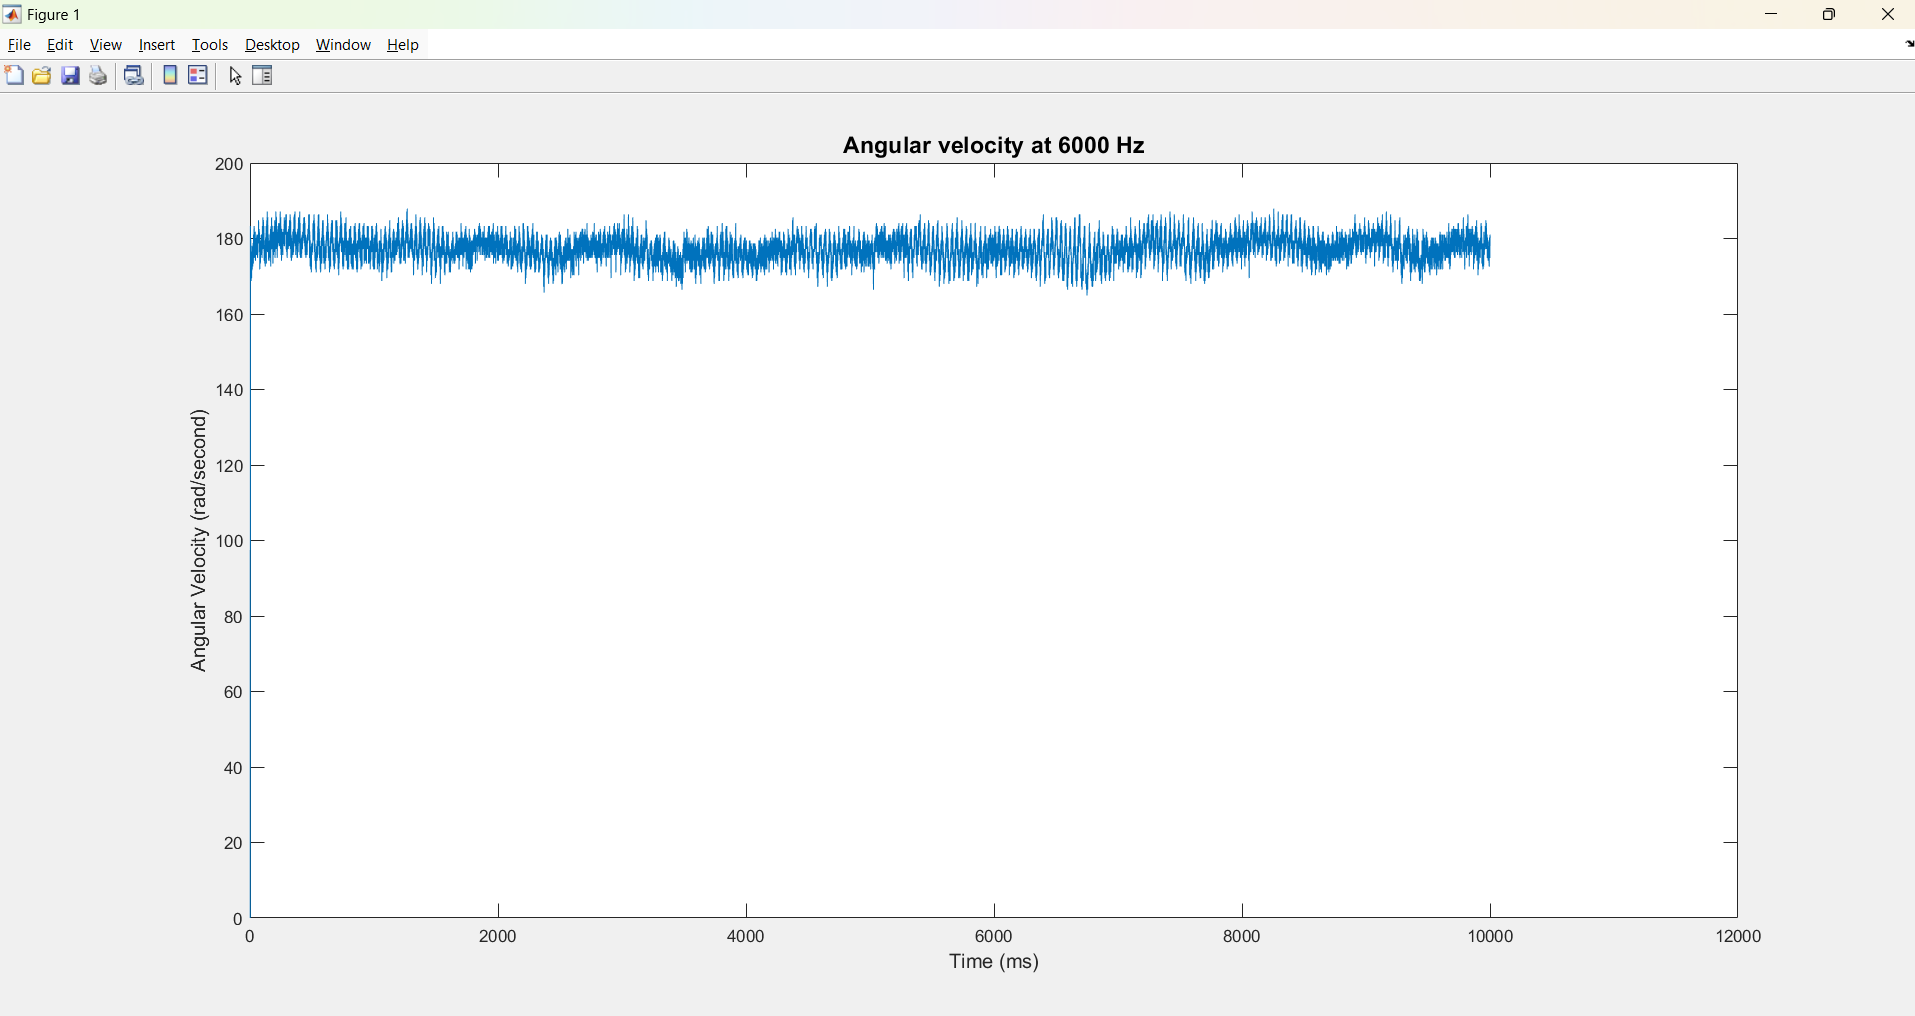 Figure 1
File Edit View Insert Tools Desktop Window Help
Angular velocity at 6000 Hz
200
180
160
140
120
100
80
60
40
20
0
Angular Velocity (rad/second)
0 2000 4000 6000 8000 10000 12000
Time (ms)